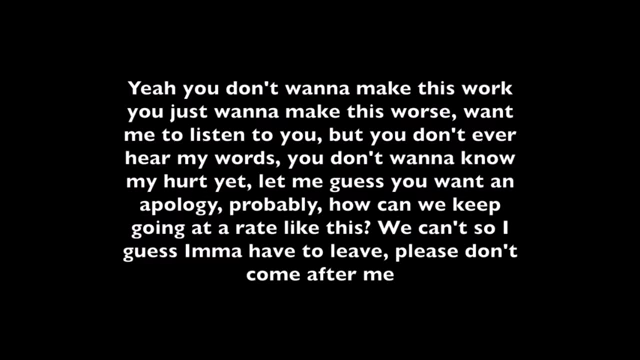 Yeah you don't wanna make this work
you just wanna make this worse, want
me to listen to you, but you don't ever
hear my words, you don't wanna know
my hurt yet, let me guess you want an
apology, probably, how can we keep
going at a rate like this? We can't so I
guess Imma have to leave, please don't
come after me